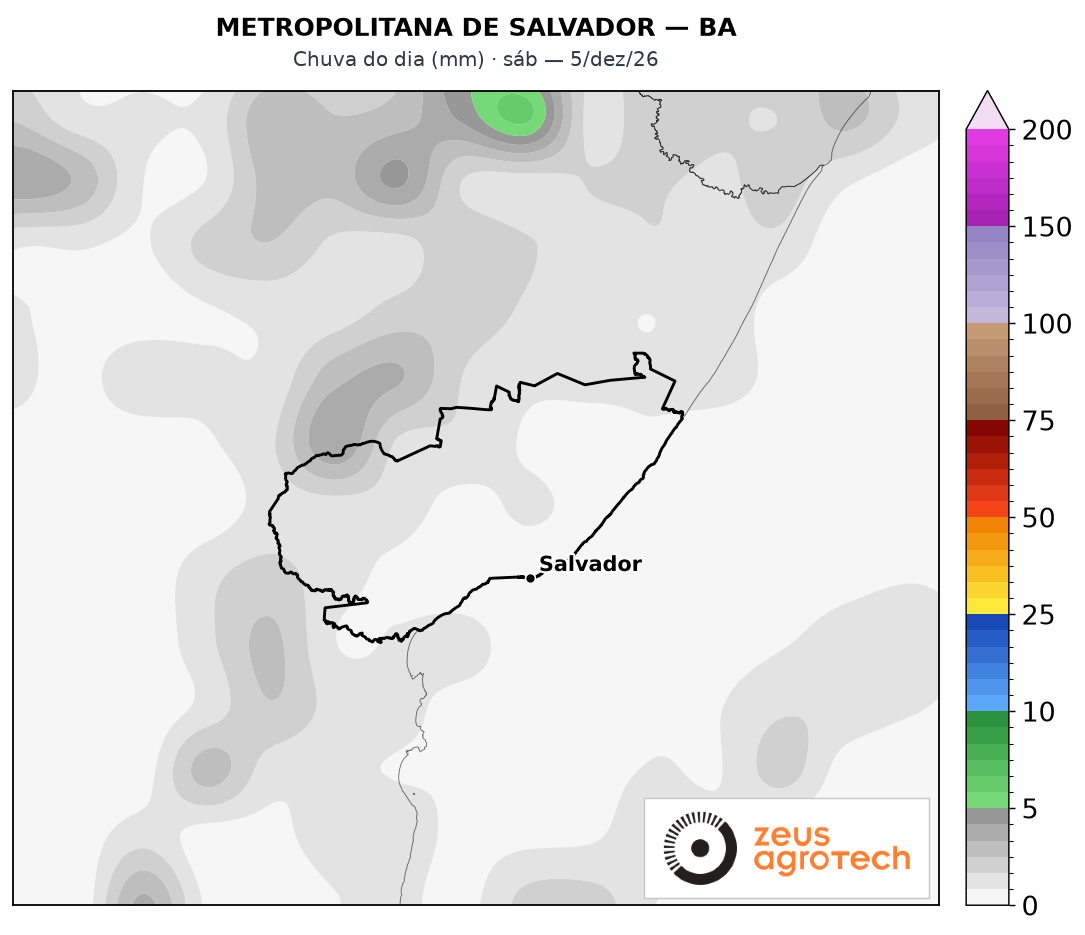 METROPOLITANA DE SALVADOR — BA
Chuva do dia (mm) · sáb — 5/dez/26
200
150
100
75
50
25
10
5
0
Salvador
zeus
agrotech